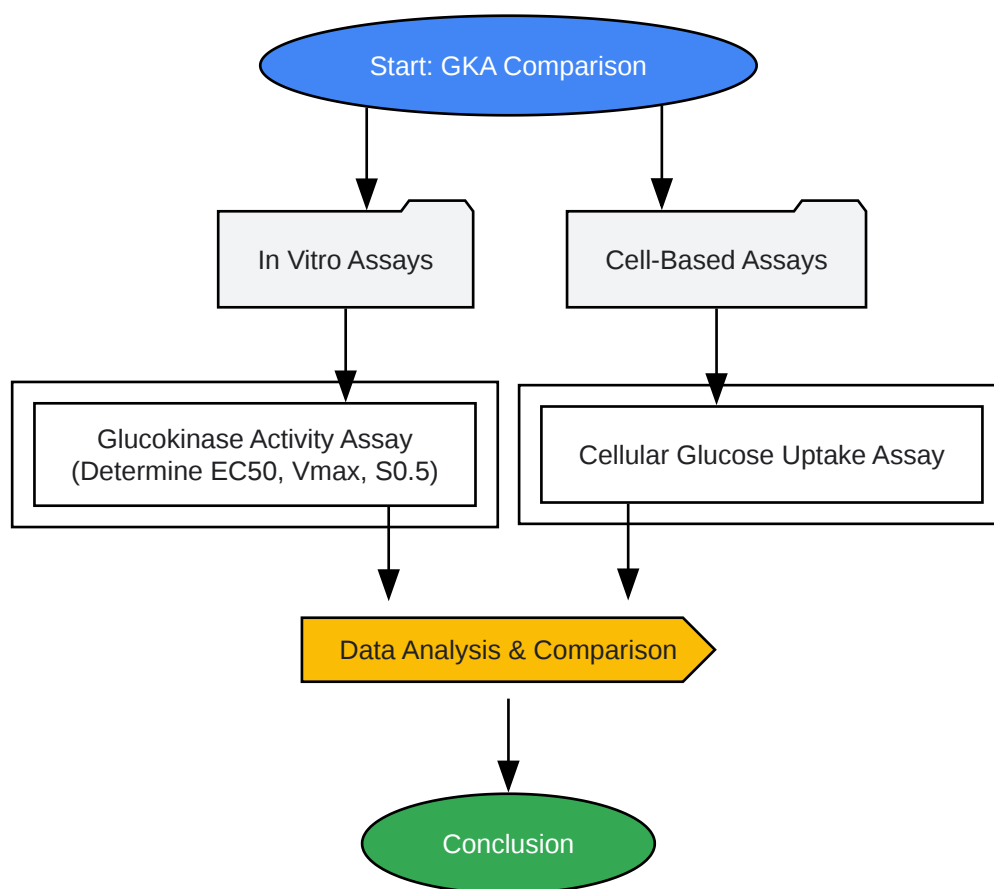 Start: GKA Comparison
In Vitro Assays
Cell-Based Assays
Glucokinase Activity Assay
(Determine EC50, Vmax, S0.5)
Cellular Glucose Uptake Assay
Data Analysis & Comparison
Conclusion